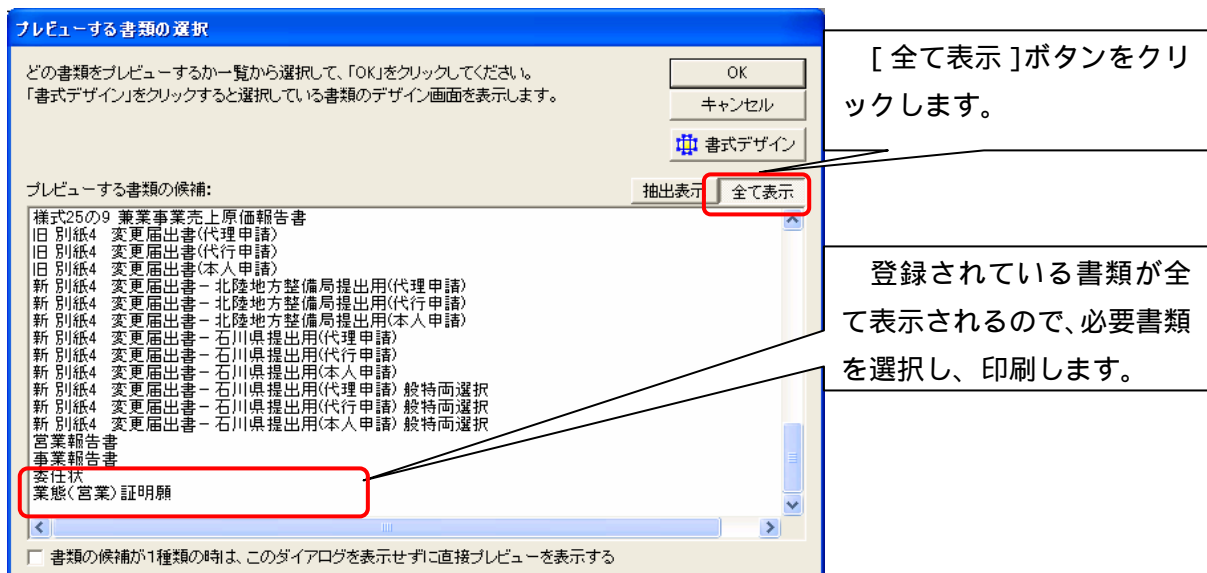 プレビューする書類の選択
どの書類をプレビューするか一覧から選択して、「OK」をクリックしてください。
「書式デザイン」をクリックすると選択している書類のデザイン画面を表示します。
OK
キャンセル
書式デザイン
プレビューする書類の候補:
抽出表示
全て表示
様式25の9 兼業事業売上原価報告書
旧 別紙4 変更届出書(代理申請)
旧 別紙4 変更届出書(代行申請)
旧 別紙4 変更届出書(本人申請)
新 別紙4 変更届出書－北陸地方整備局提出用(代理申請)
新 別紙4 変更届出書－北陸地方整備局提出用(代行申請)
新 別紙4 変更届出書－北陸地方整備局提出用(本人申請)
新 別紙4 変更届出書－石川県提出用(代理申請)
新 別紙4 変更届出書－石川県提出用(代行申請)
新 別紙4 変更届出書－石川県提出用(本人申請)
新 別紙4 変更届出書－石川県提出用(代理申請) 般特両選択
新 別紙4 変更届出書－石川県提出用(代行申請) 般特両選択
新 別紙4 変更届出書－石川県提出用(本人申請) 般特両選択
営業報告書
事業報告書
委任状
業態(営業)証明願
書類の候補が1種類の時は、このダイアログを表示せずに直接プレビューを表示する
[ 全て表示 ]ボタンをクリ
ックします。
登録されている書類が全
て表示されるので、必要書類
を選択し、印刷します。